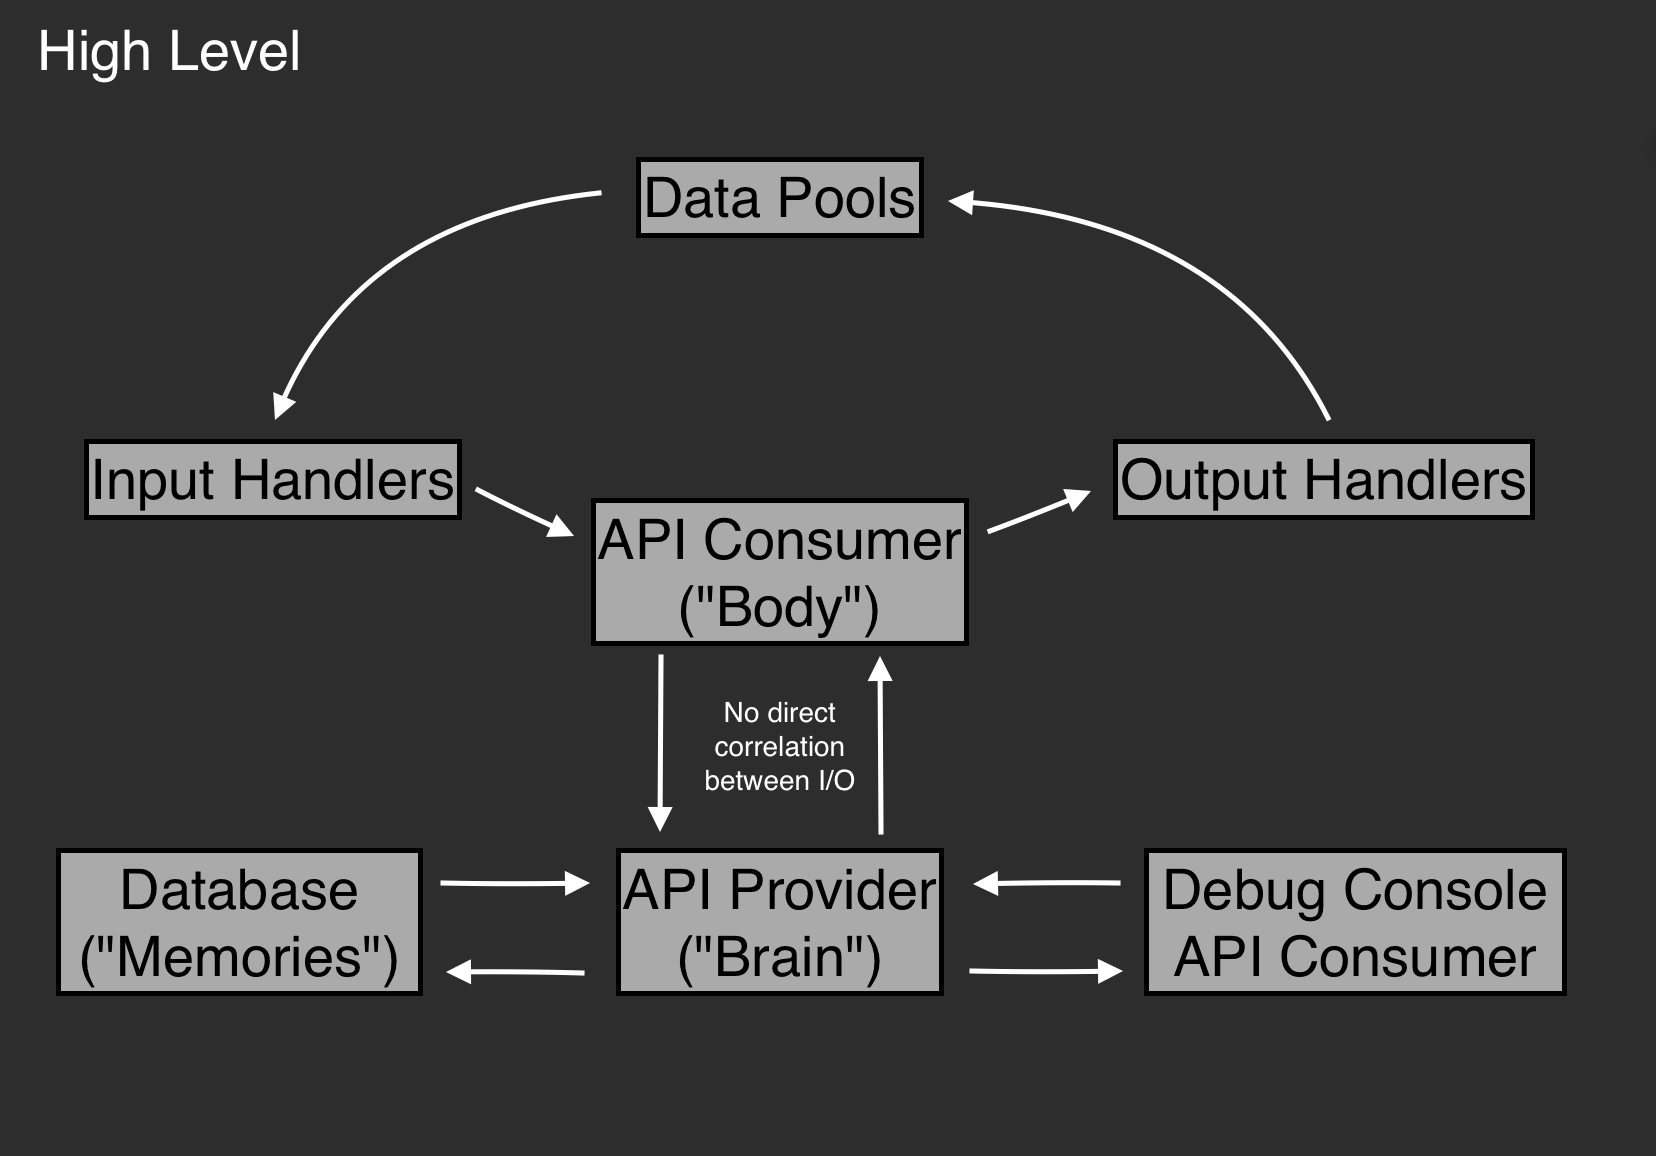 High Level
Data Pools
Input Handlers
Output Handlers
API Consumer
("Body")
No direct
correlation
between I/O
Database
("Memories")
API Provider
("Brain")
Debug Console
API Consumer